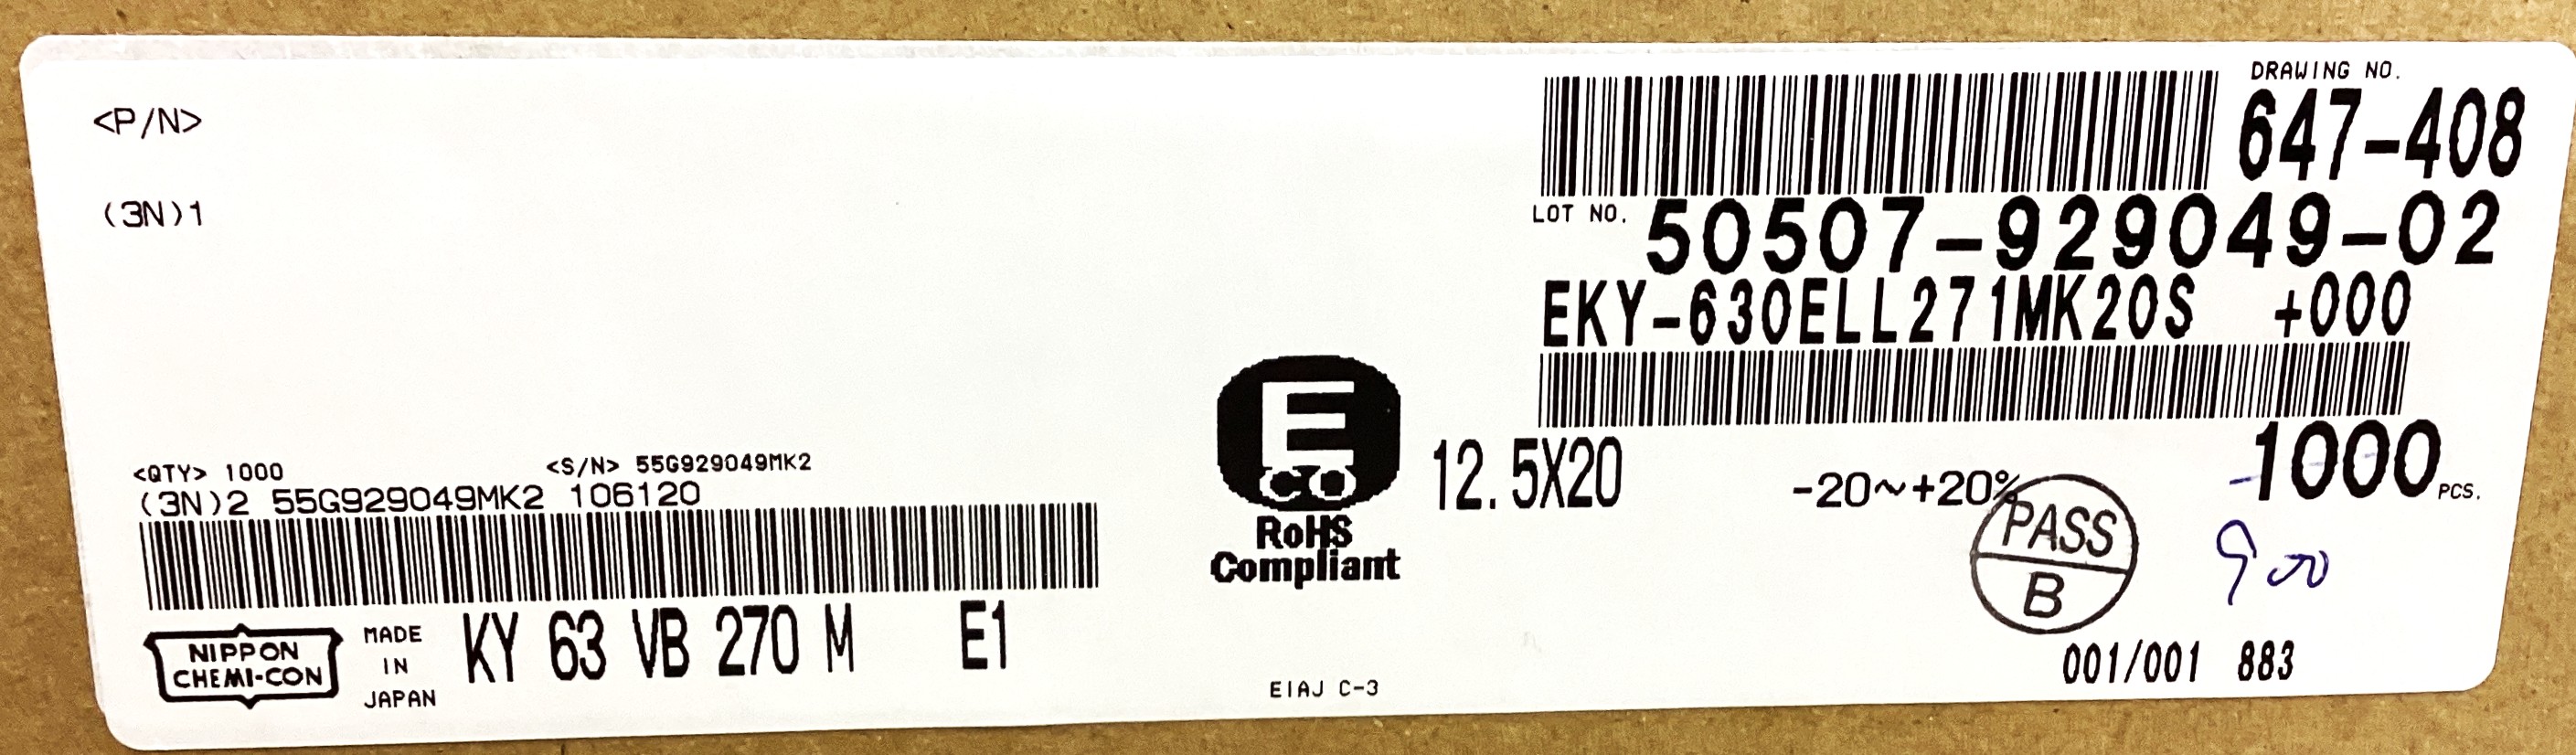 <P/N>
(3N)1
DRAWING NO.
647-408
LOT NO. 50507-929049-02
EKY-630ELL271MK20S +000
E
CO
RoHS
Compliant
12.5X20 -20~+20% 1000 PCS.
PASS
B
900
001/001 883
<QTY> 1000 <S/N> 55G929049MK2
(3N)2 55G929049MK2 106120
NIPPON
CHEMI-CON
MADE
IN
JAPAN
KY 63 VB 270 M E1
EIAJ C-3